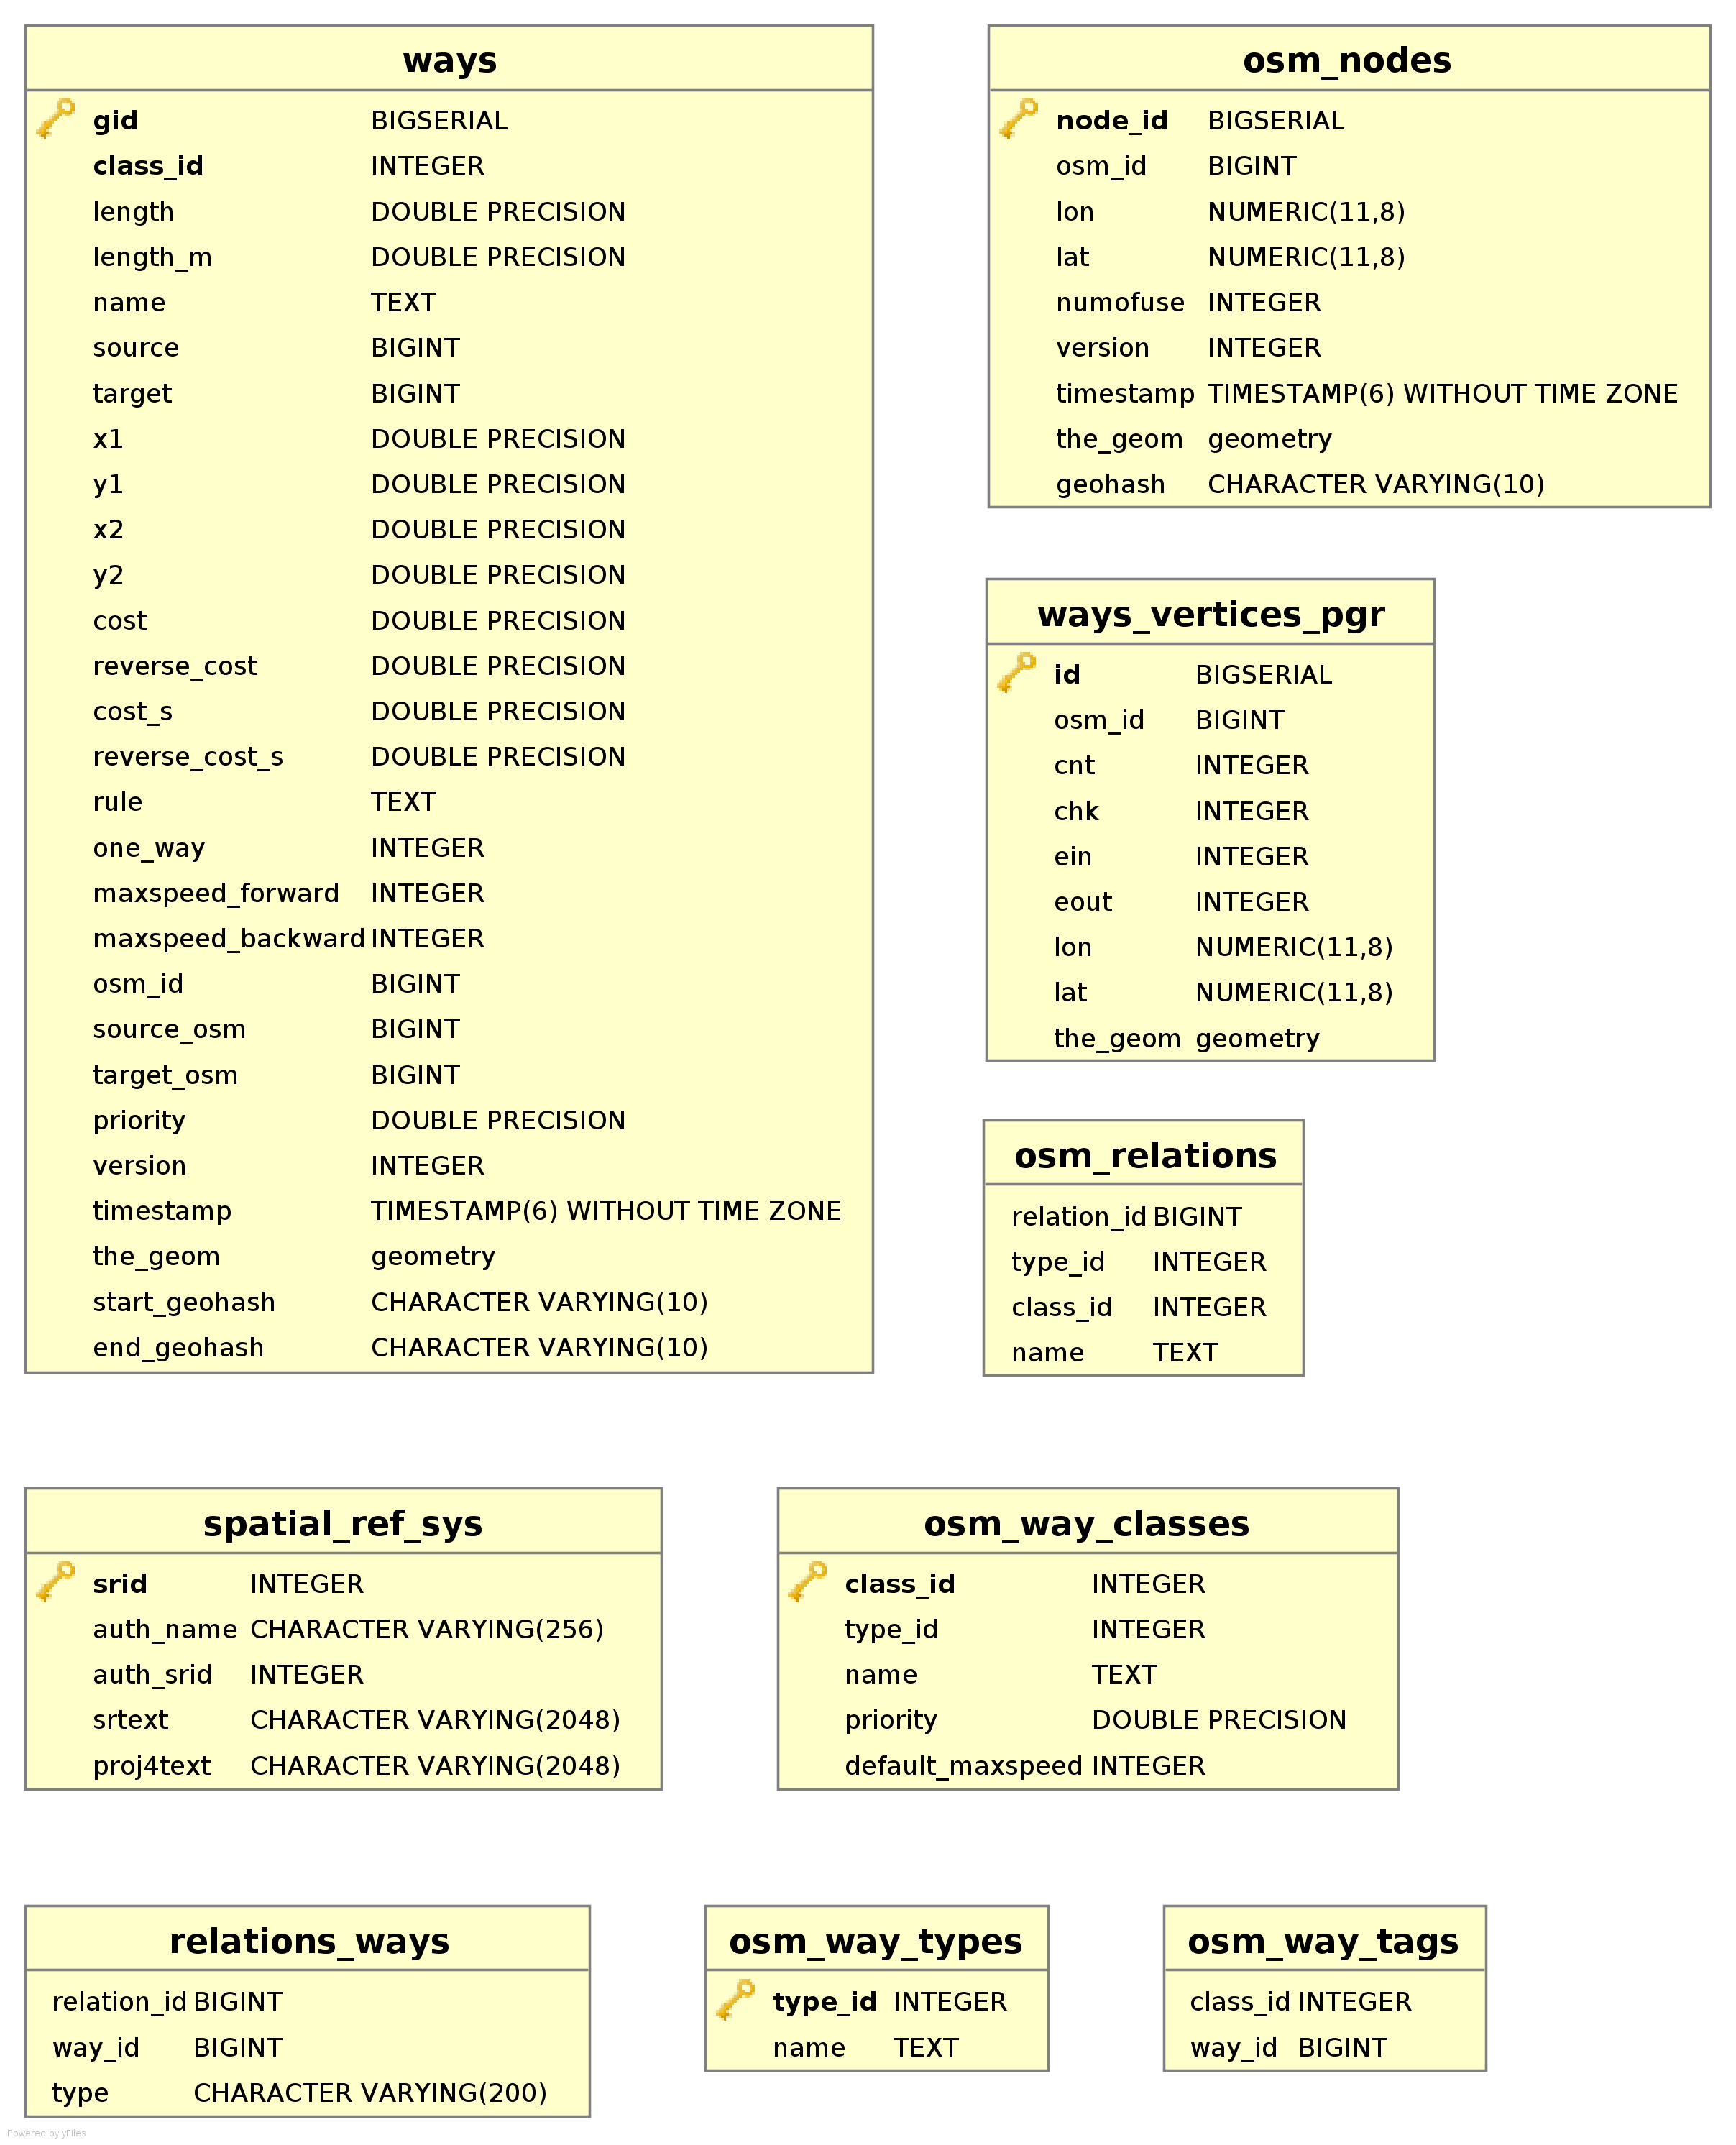 ways
gid BIGSERIAL
class_id INTEGER
length DOUBLE PRECISION
length_m DOUBLE PRECISION
name TEXT
source BIGINT
target BIGINT
x1 DOUBLE PRECISION
y1 DOUBLE PRECISION
x2 DOUBLE PRECISION
y2 DOUBLE PRECISION
cost DOUBLE PRECISION
reverse_cost DOUBLE PRECISION
cost_s DOUBLE PRECISION
reverse_cost_s DOUBLE PRECISION
rule TEXT
one_way INTEGER
maxspeed_forward INTEGER
maxspeed_backward INTEGER
osm_id BIGINT
source_osm BIGINT
target_osm BIGINT
priority DOUBLE PRECISION
version INTEGER
timestamp TIMESTAMP(6) WITHOUT TIME ZONE
the_geom geometry
start_geohash CHARACTER VARYING(10)
end_geohash CHARACTER VARYING(10)
osm_nodes
node_id BIGSERIAL
osm_id BIGINT
lon NUMERIC(11,8)
lat NUMERIC(11,8)
numofuse INTEGER
version INTEGER
timestamp TIMESTAMP(6) WITHOUT TIME ZONE
the_geom geometry
geohash CHARACTER VARYING(10)
ways_vertices_pgr
id BIGSERIAL
osm_id BIGINT
cnt INTEGER
chk INTEGER
ein INTEGER
eout INTEGER
lon NUMERIC(11,8)
lat NUMERIC(11,8)
the_geom geometry
osm_relations
relation_id BIGINT
type_id INTEGER
class_id INTEGER
name TEXT
spatial_ref_sys
srid INTEGER
auth_name CHARACTER VARYING(256)
auth_srid INTEGER
srtext CHARACTER VARYING(2048)
proj4text CHARACTER VARYING(2048)
osm_way_classes
class_id INTEGER
type_id INTEGER
name TEXT
priority DOUBLE PRECISION
default_maxspeed INTEGER
relations_ways
relation_id BIGINT
way_id BIGINT
type CHARACTER VARYING(200)
osm_way_types
type_id INTEGER
name TEXT
osm_way_tags
class_id INTEGER
way_id BIGINT
Powered by yFiles